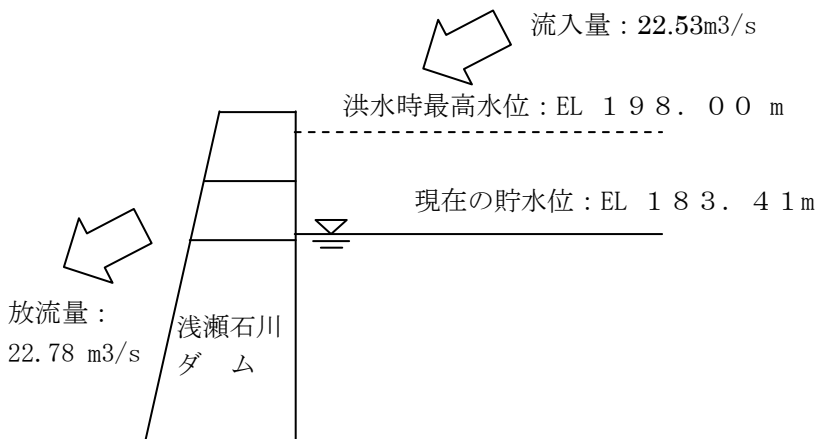 流入量：22.53m3/s
洪水時最高水位：EL １９８．００ m
現在の貯水位：EL １８３．４１m
放流量：
22.78 m3/s
浅瀬石川
ダ　ム